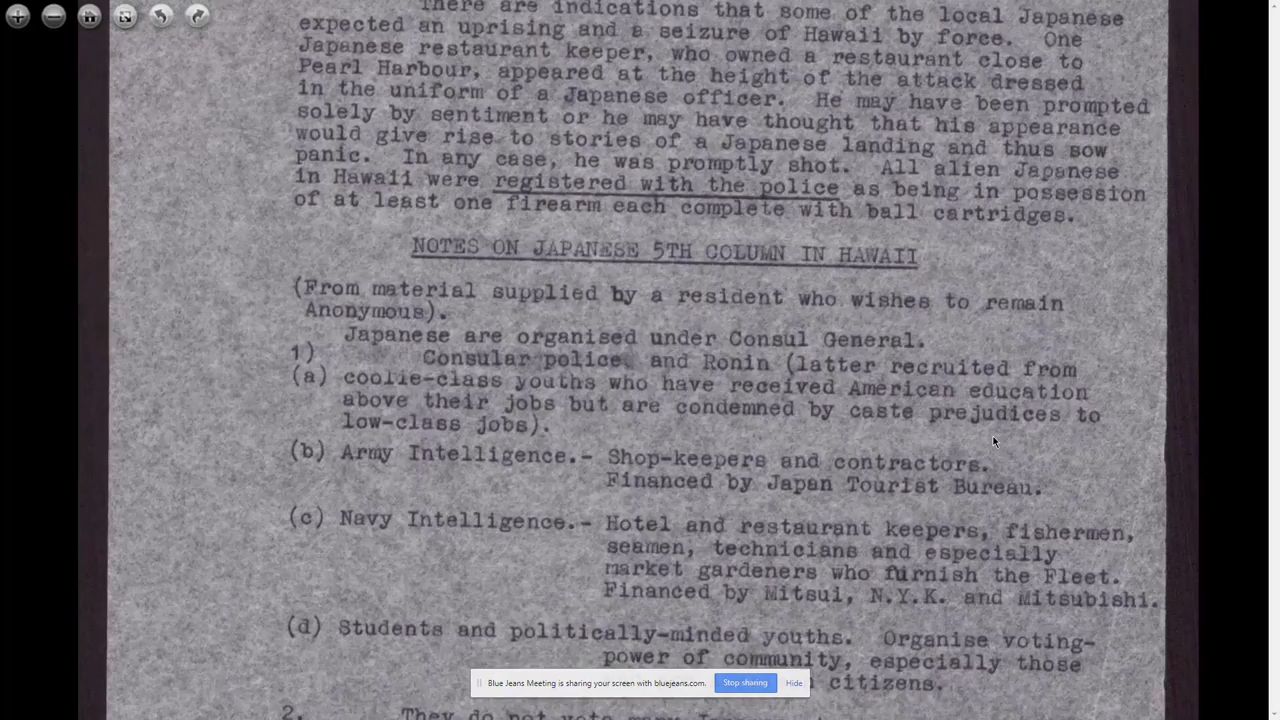 There are indications that some of the local Japanese
expected an uprising and a seizure of Hawaii by force. One
Japanese restaurant keeper, who owned a restaurant close to
Pearl Harbour, appeared at the height of the attack dressed
in the uniform of a Japanese officer. He may have been prompted
solely by sentiment or he may have thought that his appearance
would give rise to stories of a Japanese landing and thus sow
panic. In any case, he was promptly shot. All alien Japanese
in Hawaii were registered with the police as being in possession
of at least one firearm each complete with ball cartridges.
NOTES ON JAPANESE 5TH COLUMN IN HAWAII
(From material supplied by a resident who wishes to remain
Anonymous).
Japanese are organised under Consul General.
1) Consular police and Ronin (latter recruited from
(a) coolie-class youths who have received American education
above their jobs but are condemned by caste prejudices to
low-class jobs).
(b) Army Intelligence.- Shop-keepers and contractors.
Financed by Japan Tourist Bureau.
(c) Navy Intelligence.- Hotel and restaurant keepers, fishermen,
seamen, technicians and especially
market gardeners who furnish the Fleet.
Financed by Mitsui, N.Y.K. and Mitsubishi.
(d) Students and politically-minded youths. Organise voting-
power of community, especially those
citizens.
Blue Jeans Meeting is sharing your screen with bluejeans.com. Stop sharing Hide
2. They do not vote many